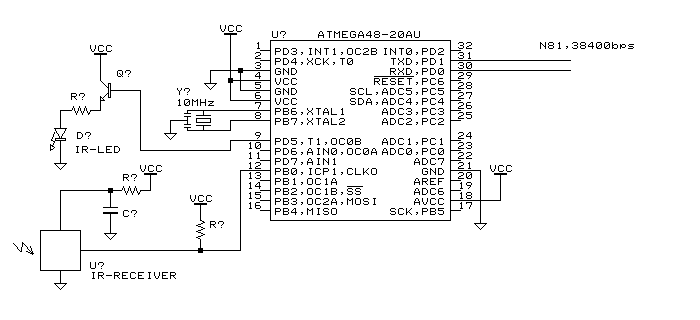 U? ATMEGA48-20AU
VCC
1 PD3,INT1,OC2B INT0,PD2 32
2 PD4,XCK,T0 TXD,PD1 31 N81,38400bps
3 GND RXD,PD0 30
4 VCC RESET,PC6 29
5 GND SCL,ADC5,PC5 28
6 VCC SDA,ADC4,PC4 27
7 PB6,XTAL1 ADC3,PC3 26
8 PB7,XTAL2 ADC2,PC2 25
9 PD5,T1,OC0B ADC1,PC1 24
10 PD6,AIN0,OC0A ADC0,PC0 23
11 PD7,AIN1 ADC7 22
12 PB0,ICP1,CLKO GND 21
13 PB1,OC1A AREF 20
14 PB2,OC1B,SS ADC6 19
15 PB3,OC2A,MOSI AVCC 18
16 PB4,MISO SCK,PB5 17
VCC
VCC
Q?
R?
Y?
10MHz
D?
IR-LED
VCC
R?
C?
VCC
R?
U?
IR-RECEIVER